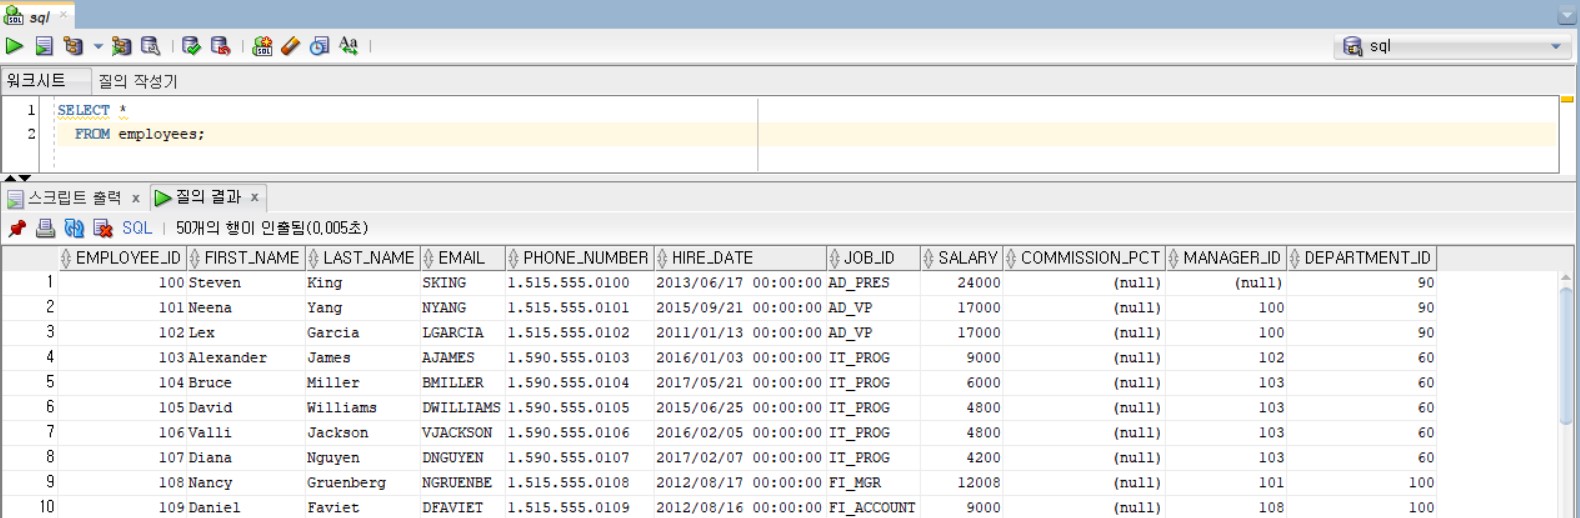 sql
sql
워크시트 질의 작성기
1 SELECT *
2 FROM employees;
스크립트 출력 x 질의 결과 x
SQL | 50개의 행이 인출됨(0,005초)
EMPLOYEE_ID FIRST_NAME LAST_NAME EMAIL PHONE_NUMBER HIRE_DATE JOB_ID SALARY COMMISSION_PCT MANAGER_ID DEPARTMENT_ID
1 100 Steven King SKING 1.515.555.0100 2013/06/17 00:00:00 AD_PRES 24000 (null) (null) 90
2 101 Neena Yang NYANG 1.515.555.0101 2015/09/21 00:00:00 AD_VP 17000 (null) 100 90
3 102 Lex Garcia LGARCIA 1.515.555.0102 2011/01/13 00:00:00 AD_VP 17000 (null) 100 90
4 103 Alexander James AJAMES 1.590.555.0103 2016/01/03 00:00:00 IT_PROG 9000 (null) 102 60
5 104 Bruce Miller BMILLER 1.590.555.0104 2017/05/21 00:00:00 IT_PROG 6000 (null) 103 60
6 105 David Williams DWILLIAMS 1.590.555.0105 2015/06/25 00:00:00 IT_PROG 4800 (null) 103 60
7 106 Valli Jackson VJACKSON 1.590.555.0106 2016/02/05 00:00:00 IT_PROG 4800 (null) 103 60
8 107 Diana Nguyen DNGUYEN 1.590.555.0107 2017/02/07 00:00:00 IT_PROG 4200 (null) 103 60
9 108 Nancy Gruenberg NGRUENBE 1.515.555.0108 2012/08/17 00:00:00 FI_MGR 12008 (null) 101 100
10 109 Daniel Faviet DFAVIET 1.515.555.0109 2012/08/16 00:00:00 FI_ACCOUNT 9000 (null) 108 100